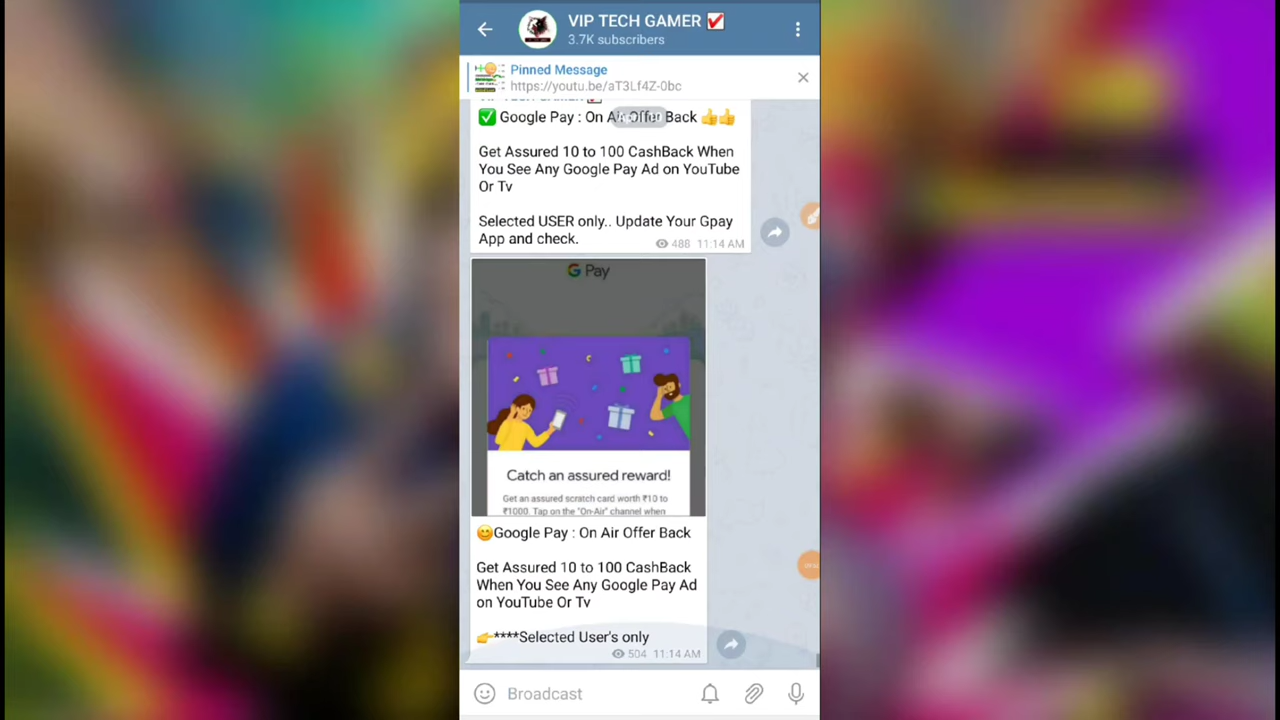 VIP TECH GAMER ✔
3.7K subscribers
Pinned Message
https://youtu.be/aT3Lf4Z-0bc
✅ Google Pay : On Air Offer Back 👍👍
Get Assured 10 to 100 CashBack When
You See Any Google Pay Ad on YouTube
Or Tv
Selected USER only.. Update Your Gpay
App and check.
488 11:14 AM
G Pay
Catch an assured reward!
Get an assured scratch card worth ₹10 to
₹1000. Tap on the "On-Air" channel when
😊Google Pay : On Air Offer Back
Get Assured 10 to 100 CashBack
When You See Any Google Pay Ad
on YouTube Or Tv
👉****Selected User's only
504 11:14 AM
Broadcast